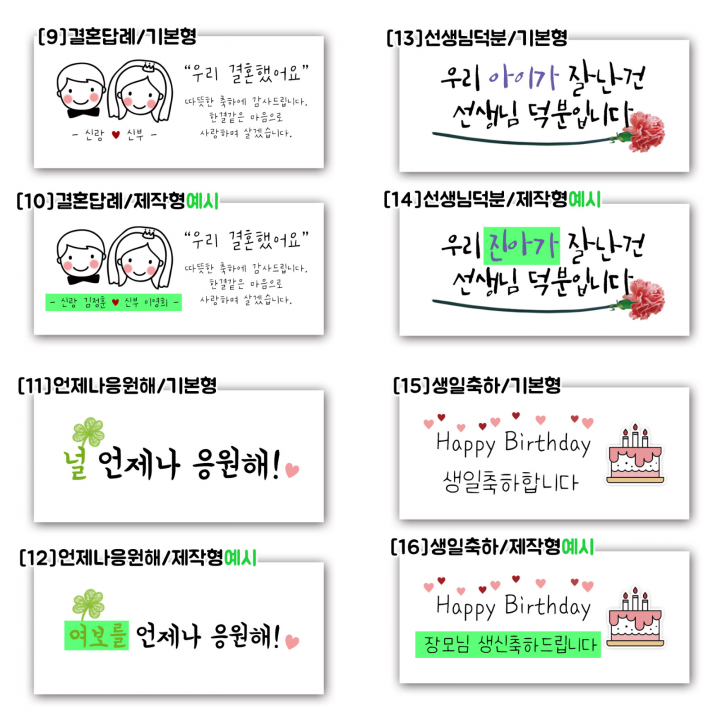 [9]결혼답례/기본형
“우리 결혼했어요”
따뜻한 축하에 감사드립니다.
한결같은 마음으로
사랑하며 살겠습니다.
- 신랑 ♥ 신부 -
[10]결혼답례/제작형예시
“우리 결혼했어요”
따뜻한 축하에 감사드립니다.
한결같은 마음으로
사랑하며 살겠습니다.
- 신랑 김정훈 ♥ 신부 이영희 -
[11]언제나응원해/기본형
널 언제나 응원해!
[12]언제나응원해/제작형예시
여보를 언제나 응원해!
[13]선생님덕분/기본형
우리 아이가 잘난건
선생님 덕분입니다
[14]선생님덕분/제작형예시
우리 진아가 잘난건
선생님 덕분입니다
[15]생일축하/기본형
Happy Birthday
생일축하합니다
[16]생일축하/제작형예시
Happy Birthday
장모님 생신축하드립니다